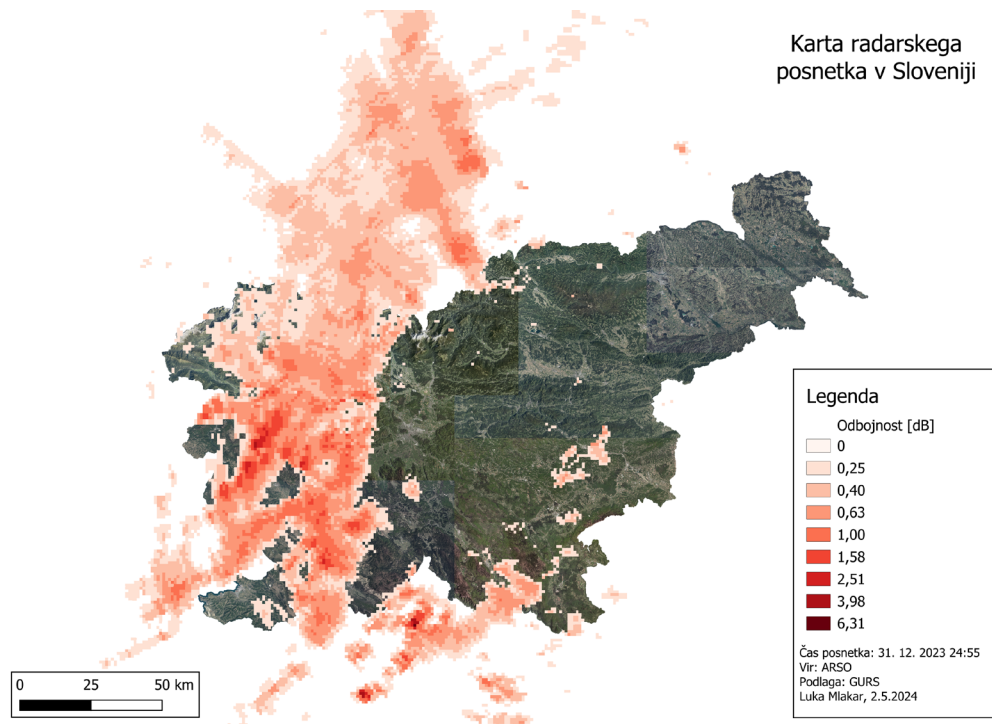 Karta radarskega
posnetka v Sloveniji
Legenda
Odbojnost [dB]
0
0,25
0,40
0,63
1,00
1,58
2,51
3,98
6,31
Čas posnetka: 31. 12. 2023 24:55
Vir: ARSO
Podlaga: GURS
Luka Mlakar, 2.5.2024
0 25 50 km